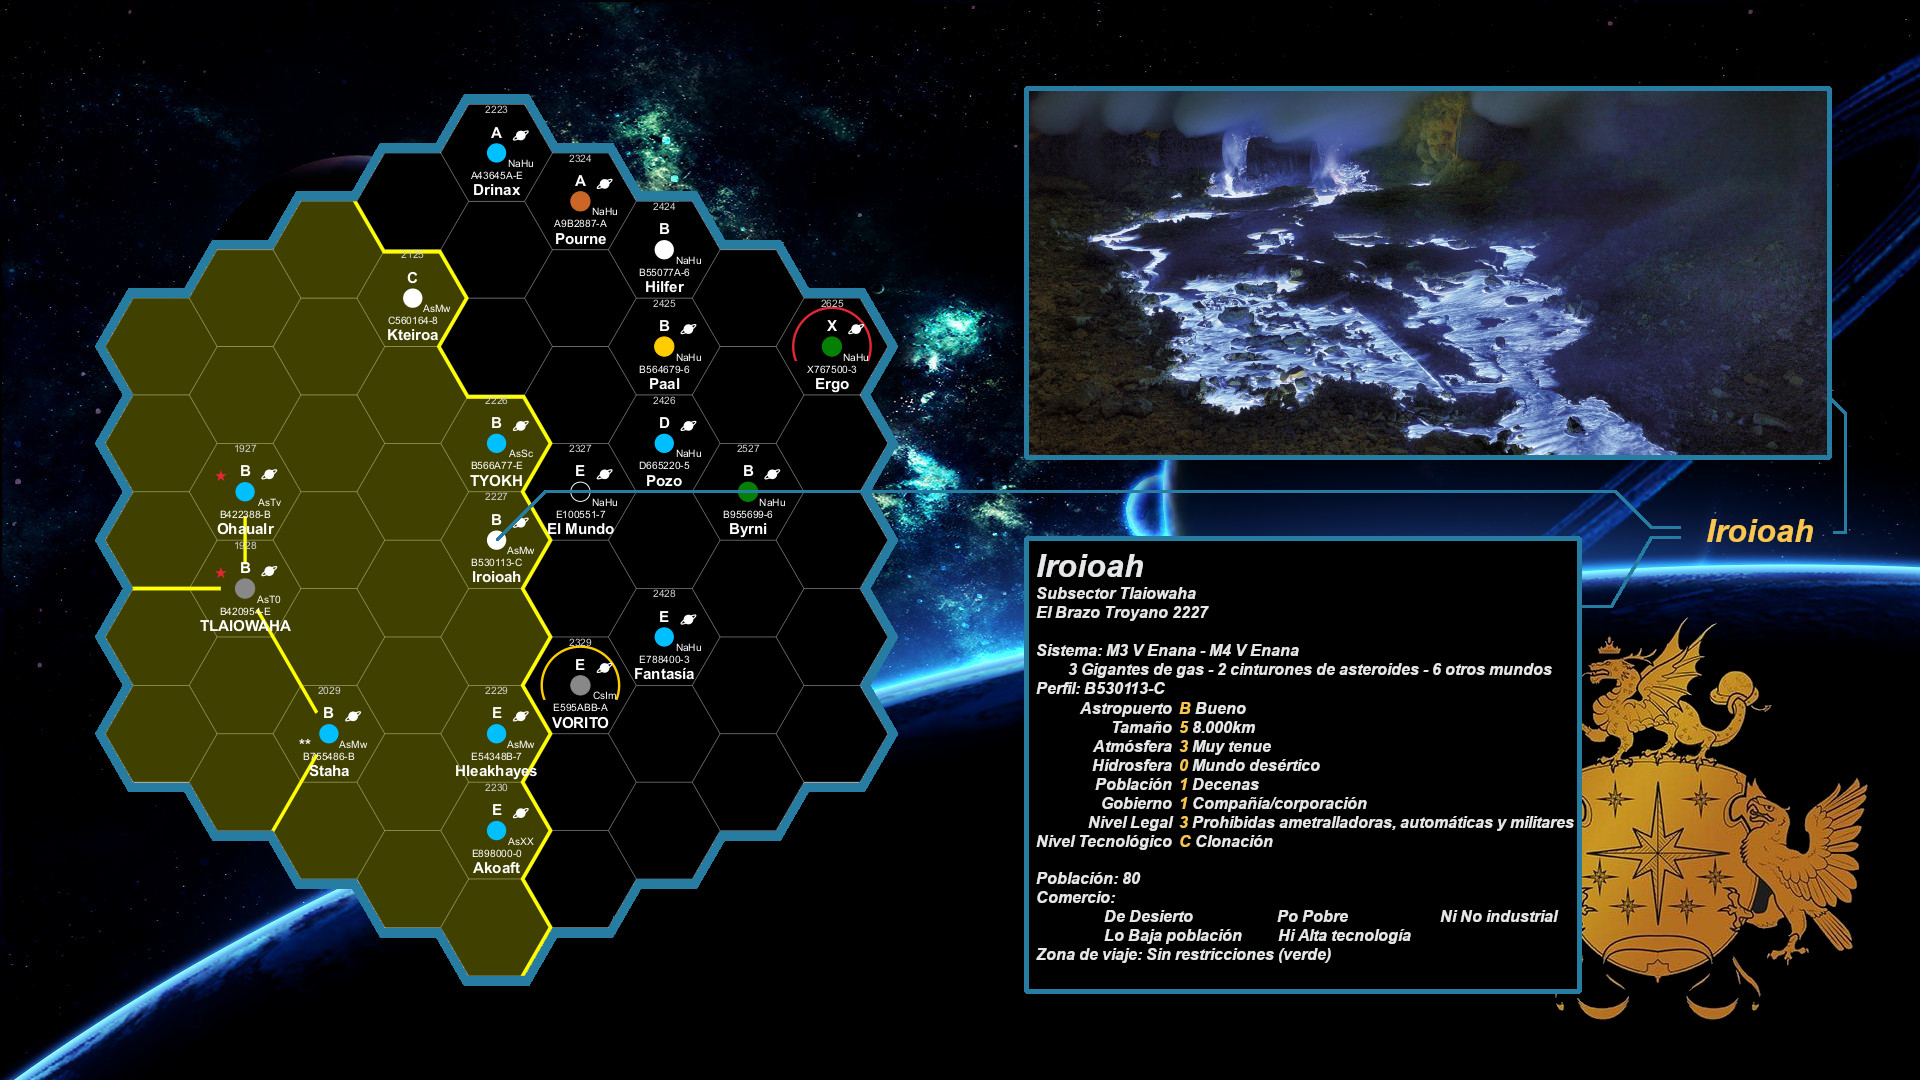 2223
A
NaHu
A43645A-E
Drinax
2324
A
NaHu
A9B2887-A
Pourne
2424
B
NaHu
B55077A-6
Hilfer
2125
C
AsMw
C560164-8
Kteiroa
2425
B
NaHu
B564679-6
Paal
2625
X
NaHu
X767500-3
Ergo
2226
B
AsSc
B566A77-E
TYOKH
2426
D
NaHu
D665220-5
Pozo
1927
B
AsTv
B422388-B
Ohaualr
2327
E
NaHu
E100551-7
El Mundo
2527
B
NaHu
B955699-6
Byrni
2227
B
AsMw
B530113-C
Iroioah
1928
B
AsT0
B420954-E
TLAIOWAHA
2428
E
NaHu
E788400-3
Fantasía
2329
E
CsIm
E595ABB-A
VORITO
2029
B
**
AsMw
B755486-B
Staha
2229
E
AsMw
E54348B-7
Hleakhayes
2230
E
AsXX
E898000-0
Akoaft
Iroioah
Iroioah
Subsector Tlaiowaha
El Brazo Troyano 2227
Sistema: M3 V Enana - M4 V Enana
3 Gigantes de gas - 2 cinturones de asteroides - 6 otros mundos
Perfil: B530113-C
Astropuerto B Bueno
Tamaño 5 8.000km
Atmósfera 3 Muy tenue
Hidrosfera 0 Mundo desértico
Población 1 Decenas
Gobierno 1 Compañía/corporación
Nivel Legal 3 Prohibidas ametralladoras, automáticas y militares
Nivel Tecnológico C Clonación
Población: 80
Comercio:
De Desierto Po Pobre Ni No industrial
Lo Baja población Hi Alta tecnología
Zona de viaje: Sin restricciones (verde)